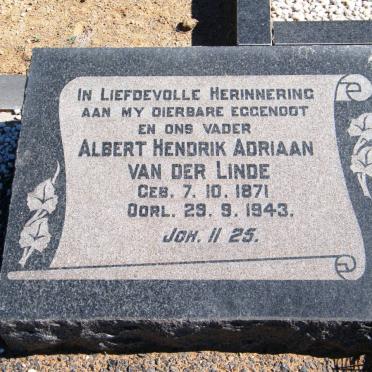 IN LIEFDEVOLLE HERINNERING
AAN MY DIERBARE EGGENOOT
EN ONS VADER
ALBERT HENDRIK ADRIAAN
VAN DER LINDE
GEB. 7. 10. 1871
OORL. 29. 9. 1943.
JOH. 11 25.